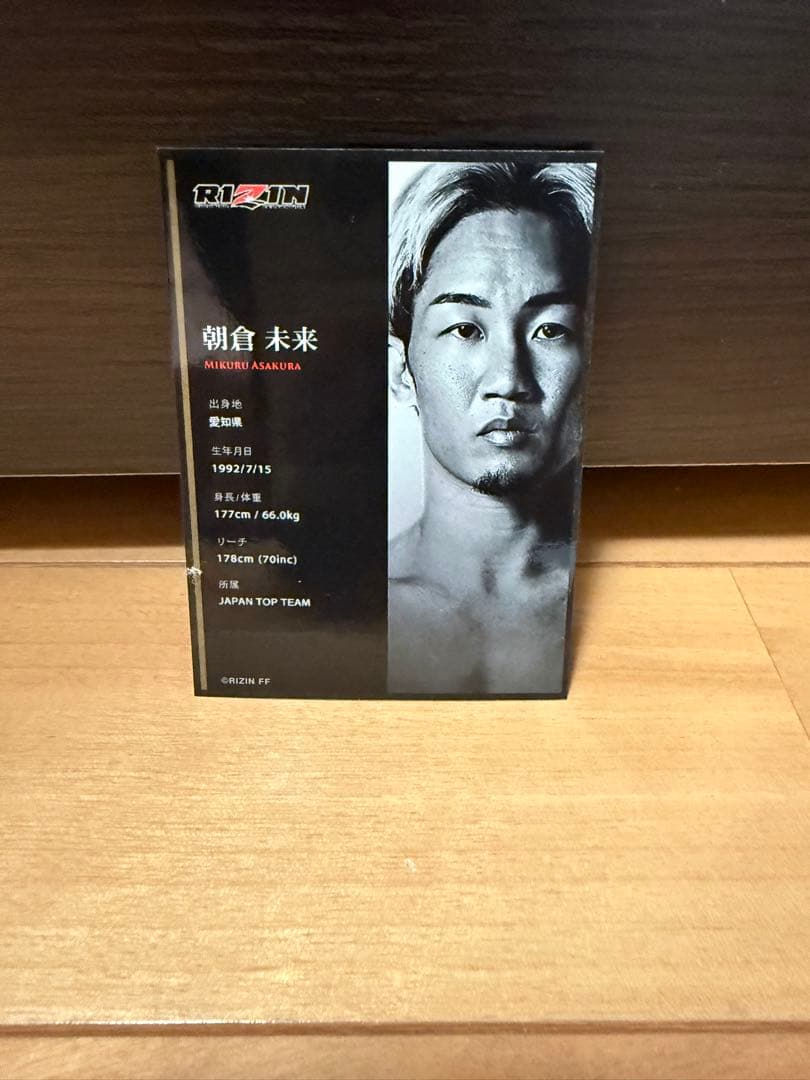 RIZIN
朝倉 未来
MIKURU ASAKURA
出身地
愛知県
生年月日
1992/7/15
身長/体重
177cm / 66.0kg
リーチ
178cm (70inc)
所属
JAPAN TOP TEAM
©RIZIN FF